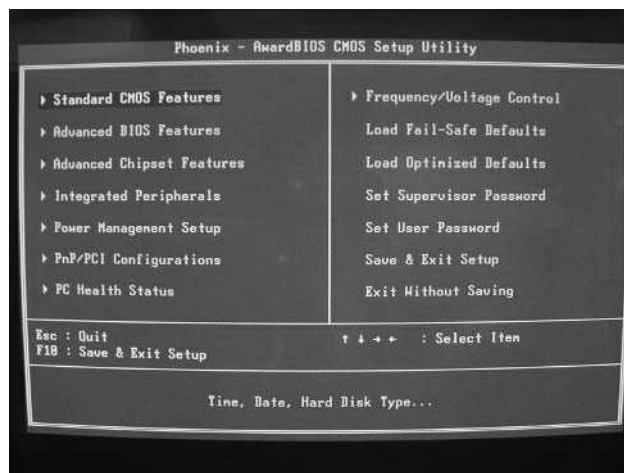 Phoenix - AwardBIOS CMOS Setup Utility
▸ Standard CMOS Features
▸ Advanced BIOS Features
▸ Advanced Chipset Features
▸ Integrated Peripherals
▸ Power Management Setup
▸ PnP/PCI Configurations
▸ PC Health Status
▸ Frequency/Voltage Control
Load Fail-Safe Defaults
Load Optimized Defaults
Set Supervisor Password
Set User Password
Save & Exit Setup
Exit Without Saving
Esc : Quit
F10 : Save & Exit Setup
↑ ↓ → ← : Select Item
Time, Date, Hard Disk Type...